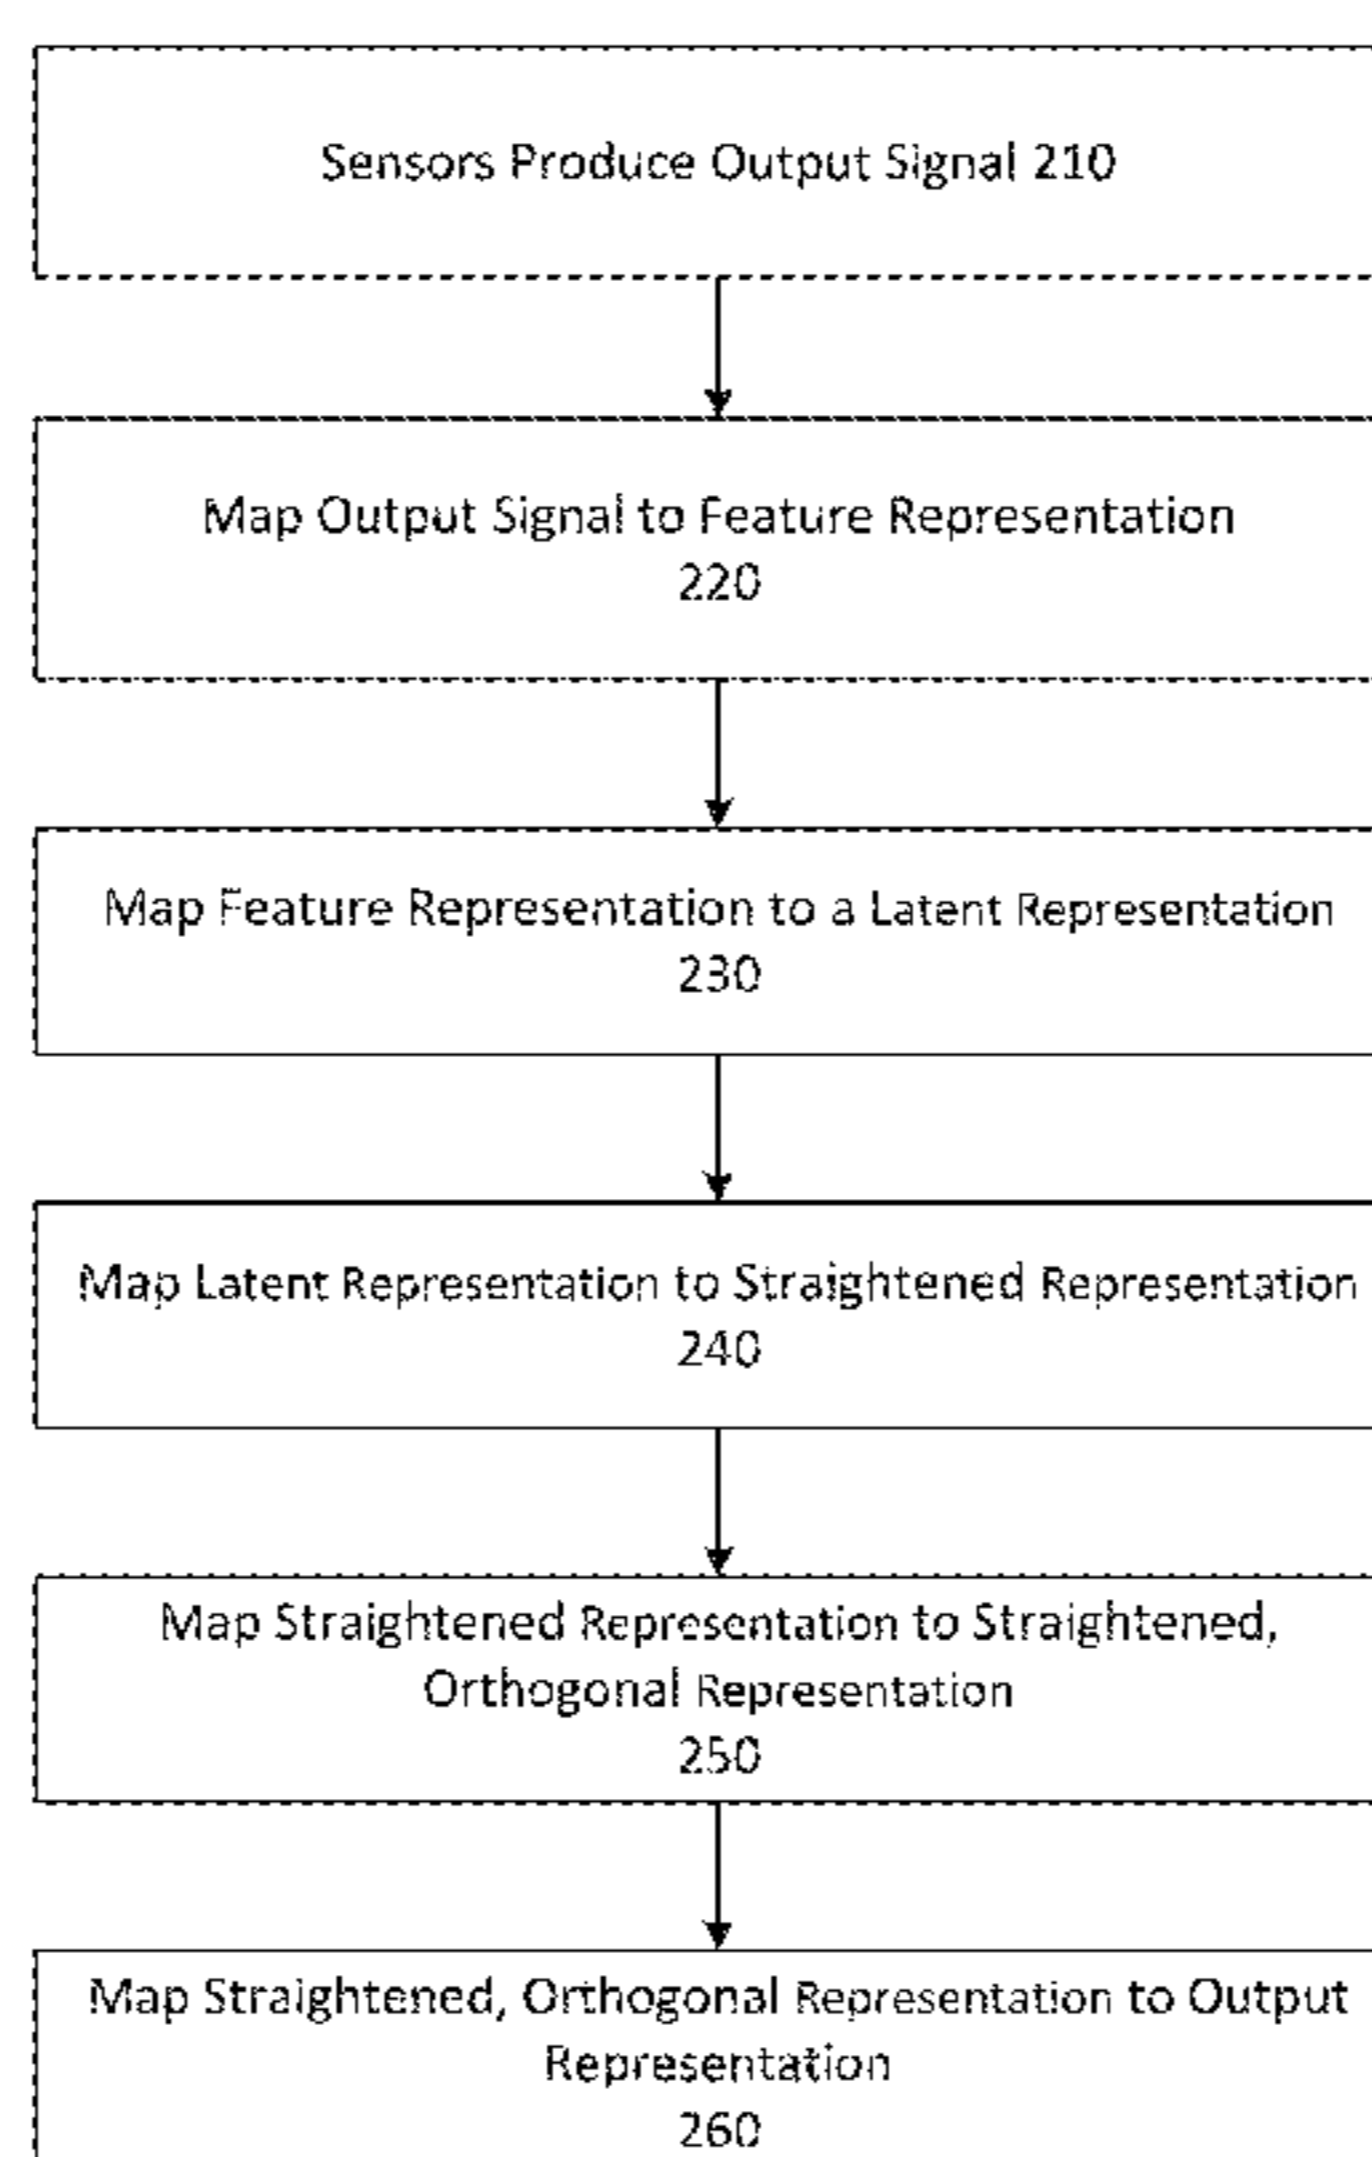 Sensors Produce Output Signal 210
Map Output Signal to Feature Representation
220
Map Feature Representation to a Latent Representation
230
Map Latent Representation to Straightened Representation
240
Map Straightened Representation to Straightened,
Orthogonal Representation
250
Map Straightened, Orthogonal Representation to Output
Representation
260